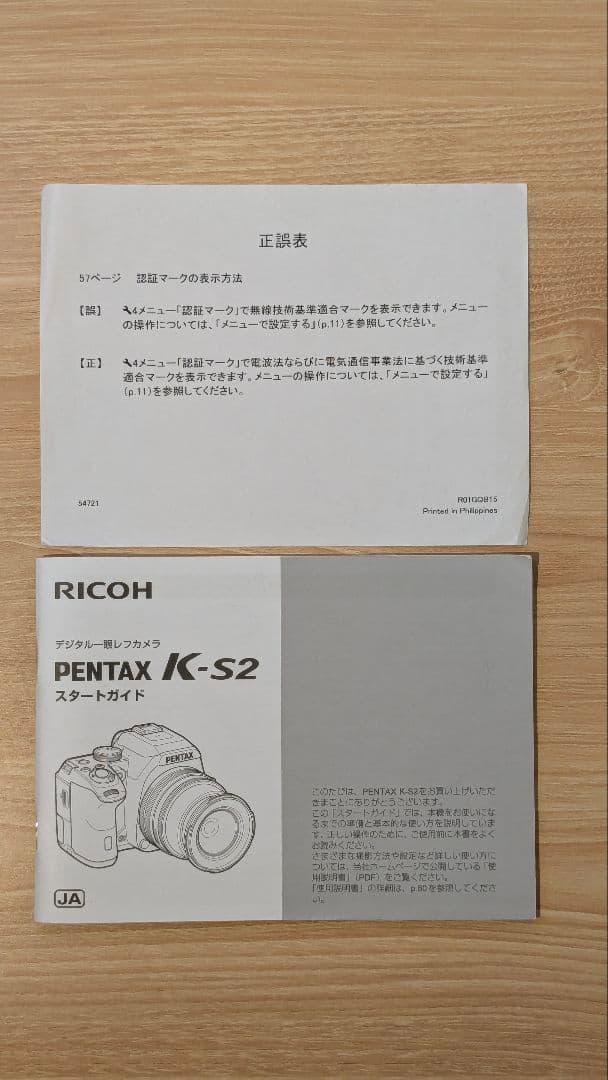 正誤表
57ページ 認証マークの表示方法
【誤】 4メニュー「認証マーク」で無線技術基準適合マークを表示できます。メニュー
の操作については、「メニューで設定する」(p.11)を参照してください。
【正】 4メニュー「認証マーク」で電波法ならびに電気通信事業法に基づく技術基準
適合マークを表示できます。メニューの操作については、「メニューで設定する」
(p.11)を参照してください。
54721
R01GDB15
Printed in Philippines
RICOH
デジタル一眼レフカメラ
PENTAX K-S2
スタートガイド
PENTAX
JA
このたびは、PENTAX K-S2をお買い上げいただ
きまことにありがとうございます。
この「スタートガイド」では、本機をお使いにな
るまでの準備と基本的な使い方を説明していま
す。正しい操作のために、ご使用前に本書をよく
お読みください。
さまざまな撮影方法や設定など詳しい使い方に
ついては、当社ホームページで公開している「使
用説明書」(PDF)をご覧ください。
「使用説明書」の詳細は、p.60を参照してくださ
い。